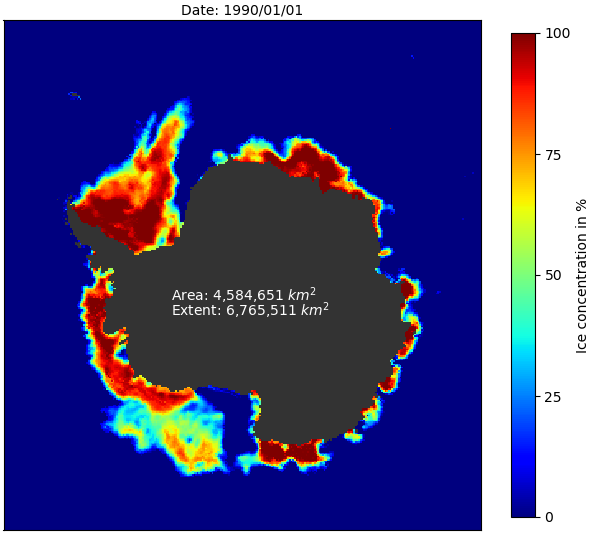 Date: 1990/01/01
100
75
50
25
0
Ice concentration in %
Area: 4,584,651 km²
Extent: 6,765,511 km²